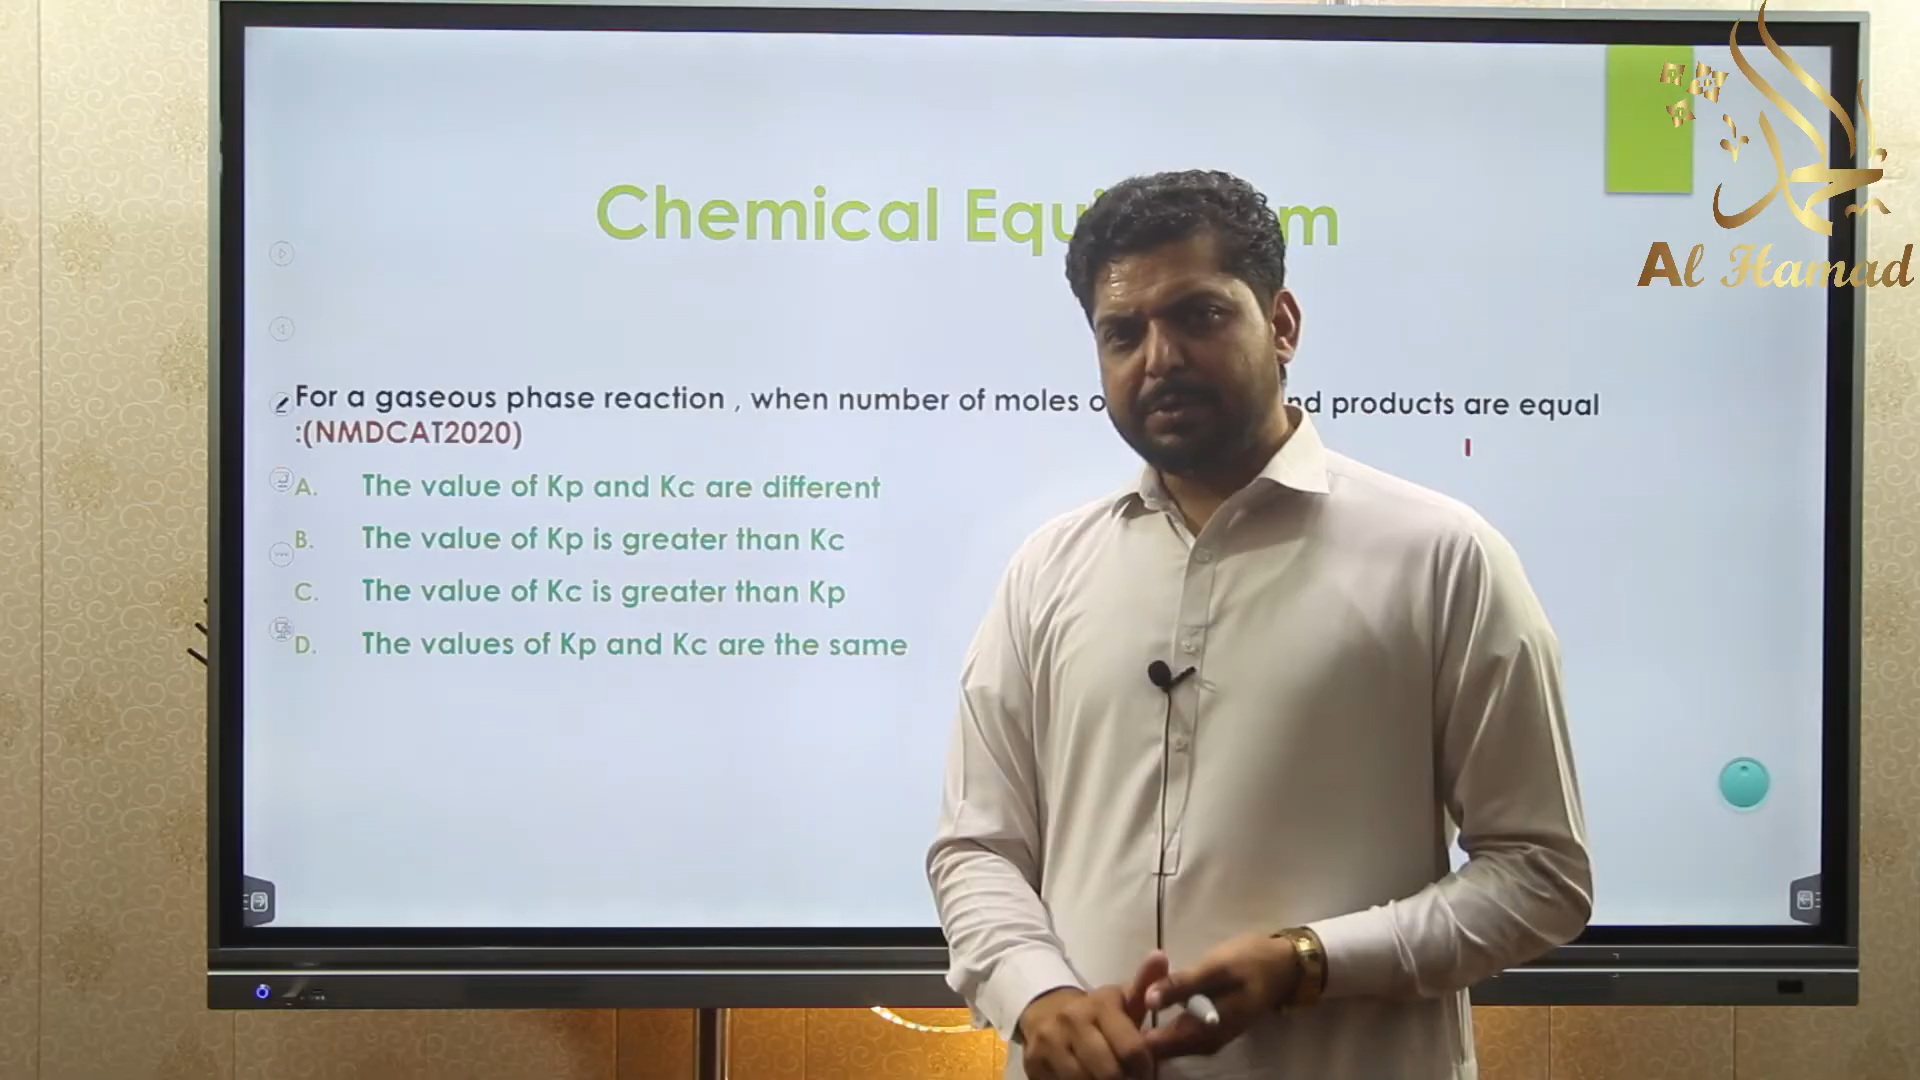 Chemical Equ m
For a gaseous phase reaction , when number of moles o nd products are equal
:(NMDCAT2020)
A. The value of Kp and Kc are different
B. The value of Kp is greater than Kc
C. The value of Kc is greater than Kp
D. The values of Kp and Kc are the same
Al Hamad